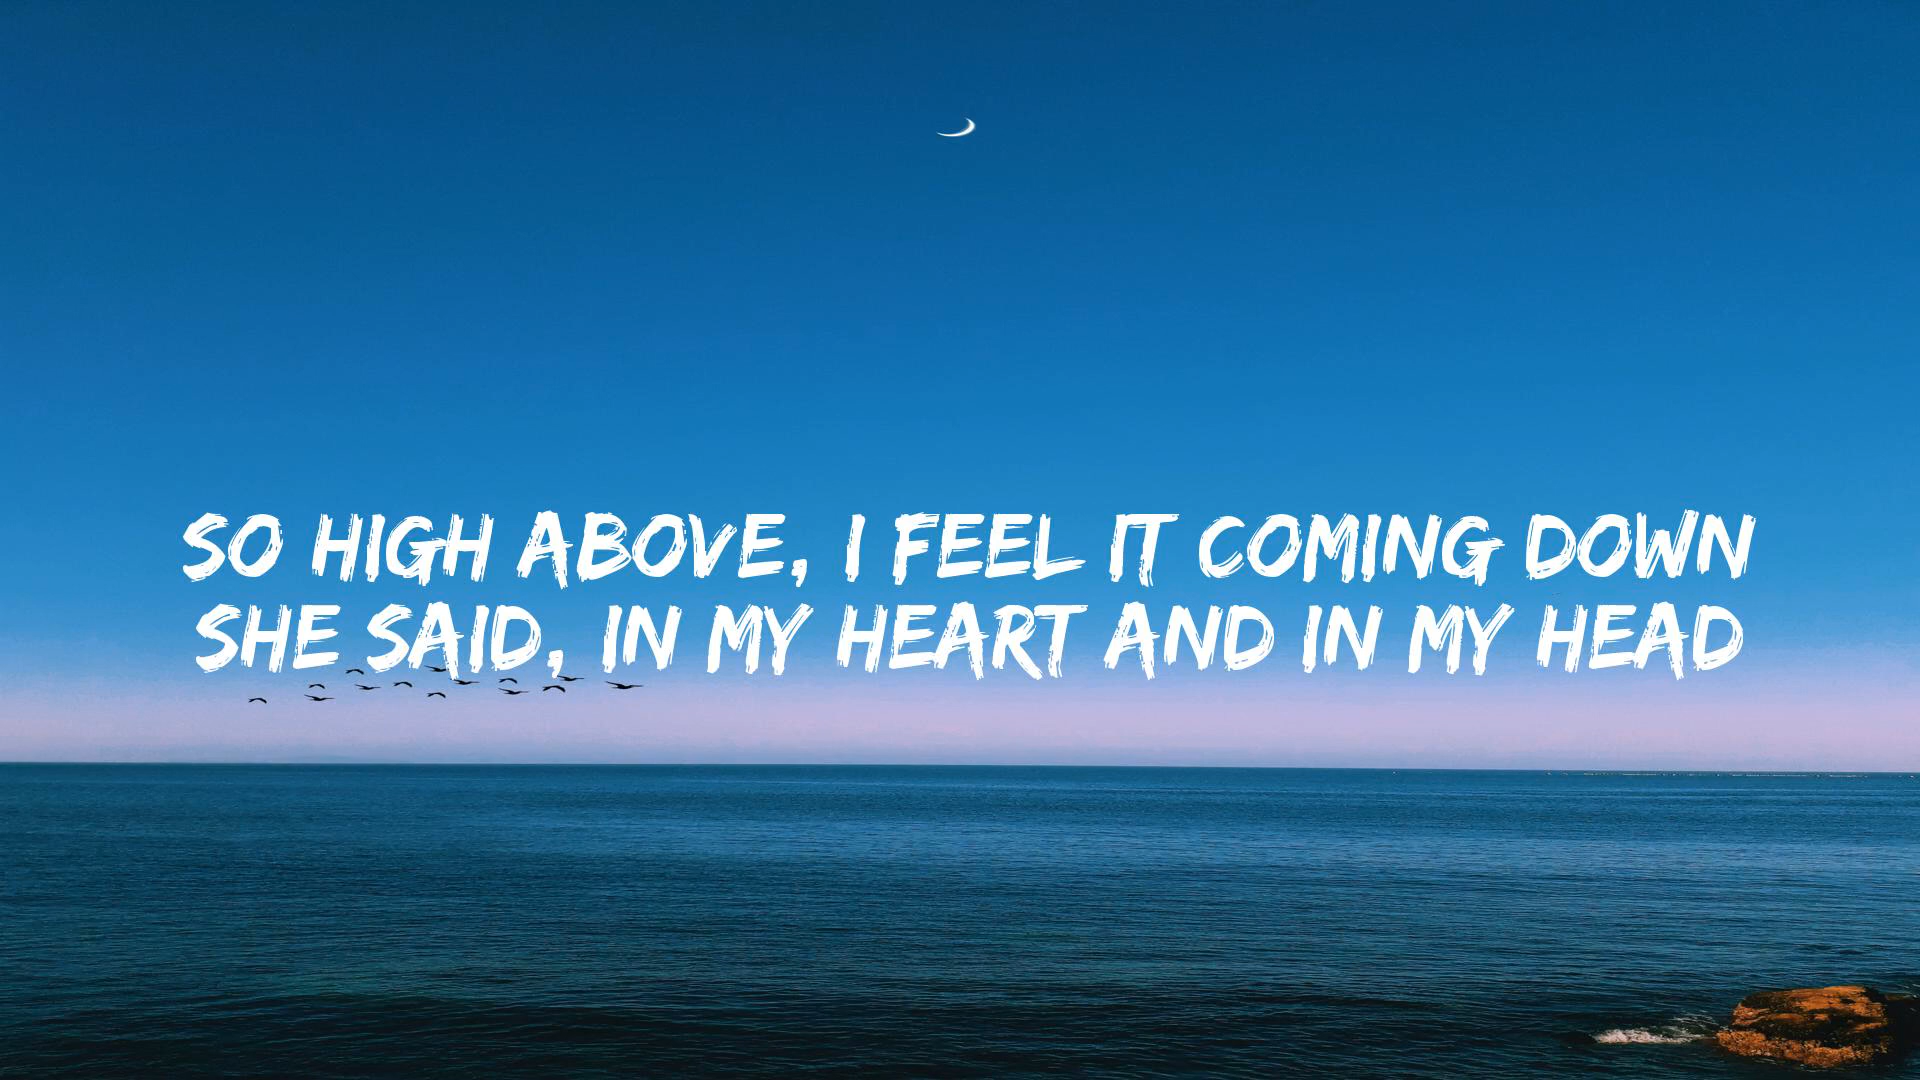 SO HIGH ABOVE, I FEEL IT COMING DOWN
SHE SAID, IN MY HEART AND IN MY HEAD